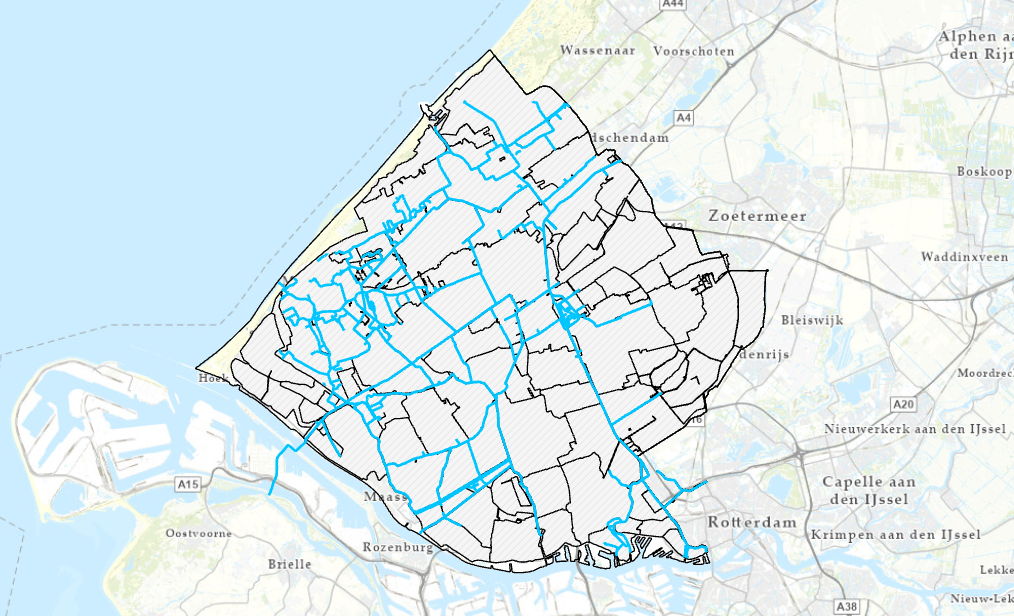 A44
Wassenaar
Voorschoten
Alphen aa
den Rijn
A4
dschendam
Boskoop
Zoetermeer
Waddinxveen
Bleiswijk
denrijs
Moordrec
Hoek
A20
Nieuwerkerk aan den IJssel
A15
Capelle aan
den IJssel
Maass
Oostvoorne
Rotterdam
Krimpen aan den IJssel
Rozenburg
Brielle
Lekke
Nieuw-Lek
A38